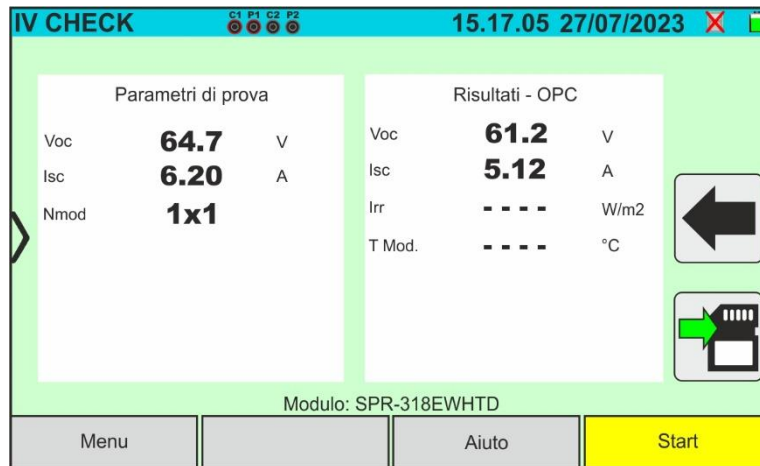 IV CHECK C1 P1 C2 P2 15.17.05 27/07/2023
Parametri di prova
Voc 64.7 V
Isc 6.20 A
Nmod 1x1
Risultati - OPC
Voc 61.2 V
Isc 5.12 A
Irr - - - - W/m2
T Mod. - - - - °C
Modulo: SPR-318EWHTD
Menu Aiuto Start